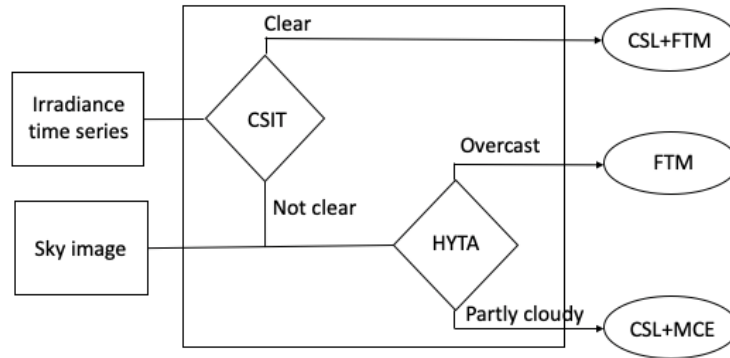 Clear
CSL+FTM
Irradiance
time series
CSIT
Overcast
FTM
Not clear
Sky image
HYTA
Partly cloudy
CSL+MCE